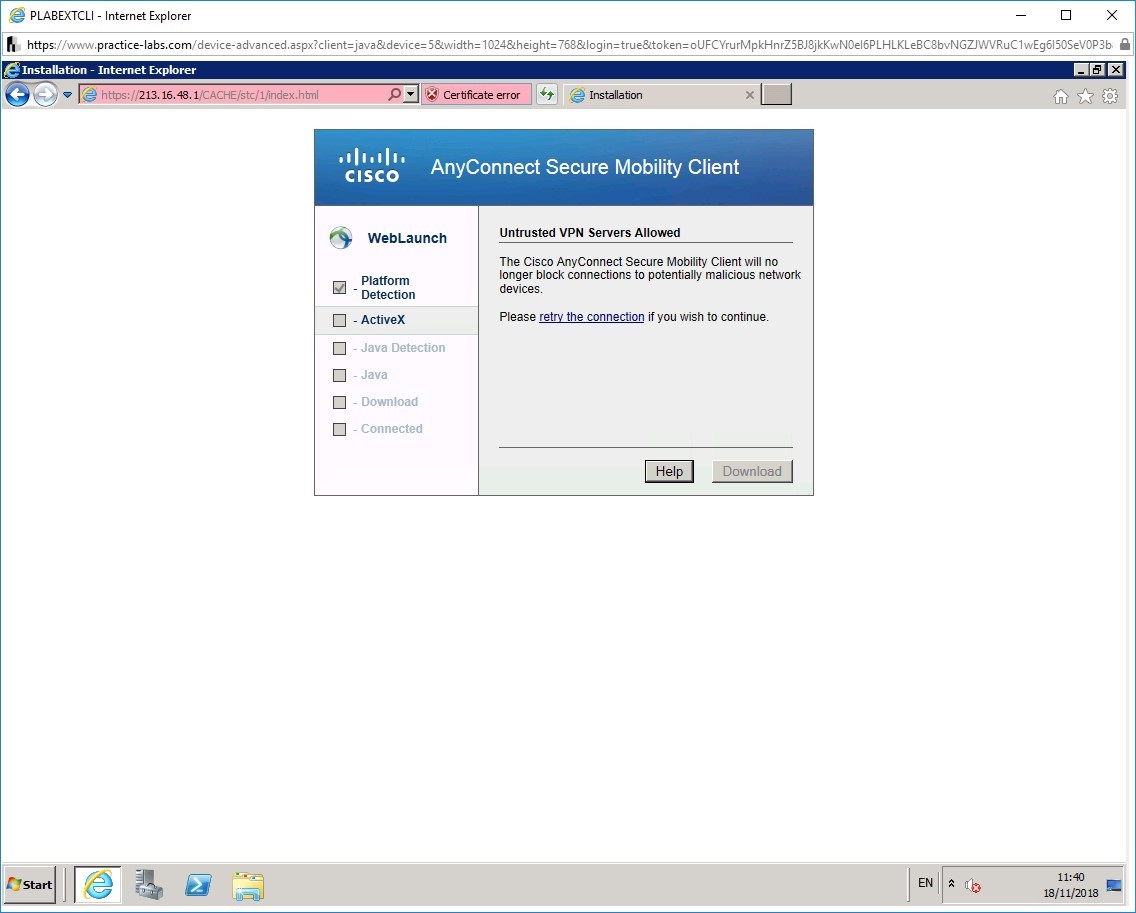 PLABEXTCLI - Internet Explorer
https://www.practice-labs.com/device-advanced.aspx?client=java&device=5&width=1024&height=768&login=true&token=oUFCYrurMpkHnrZ5BJ8jkKwN0eI6PLHLKLeBC8bvNGZJWVRuC1wEg6I50SeV0P3b
Installation - Internet Explorer
https://213.16.48.1/CACHE/stc/1/index.html
Certificate error
Installation
CISCO
AnyConnect Secure Mobility Client
WebLaunch
- Platform
Detection
- ActiveX
- Java Detection
- Java
- Download
- Connected
Untrusted VPN Servers Allowed
The Cisco AnyConnect Secure Mobility Client will no
longer block connections to potentially malicious network
devices.
Please retry the connection if you wish to continue.
Help
Download
Start
EN
11:40
18/11/2018